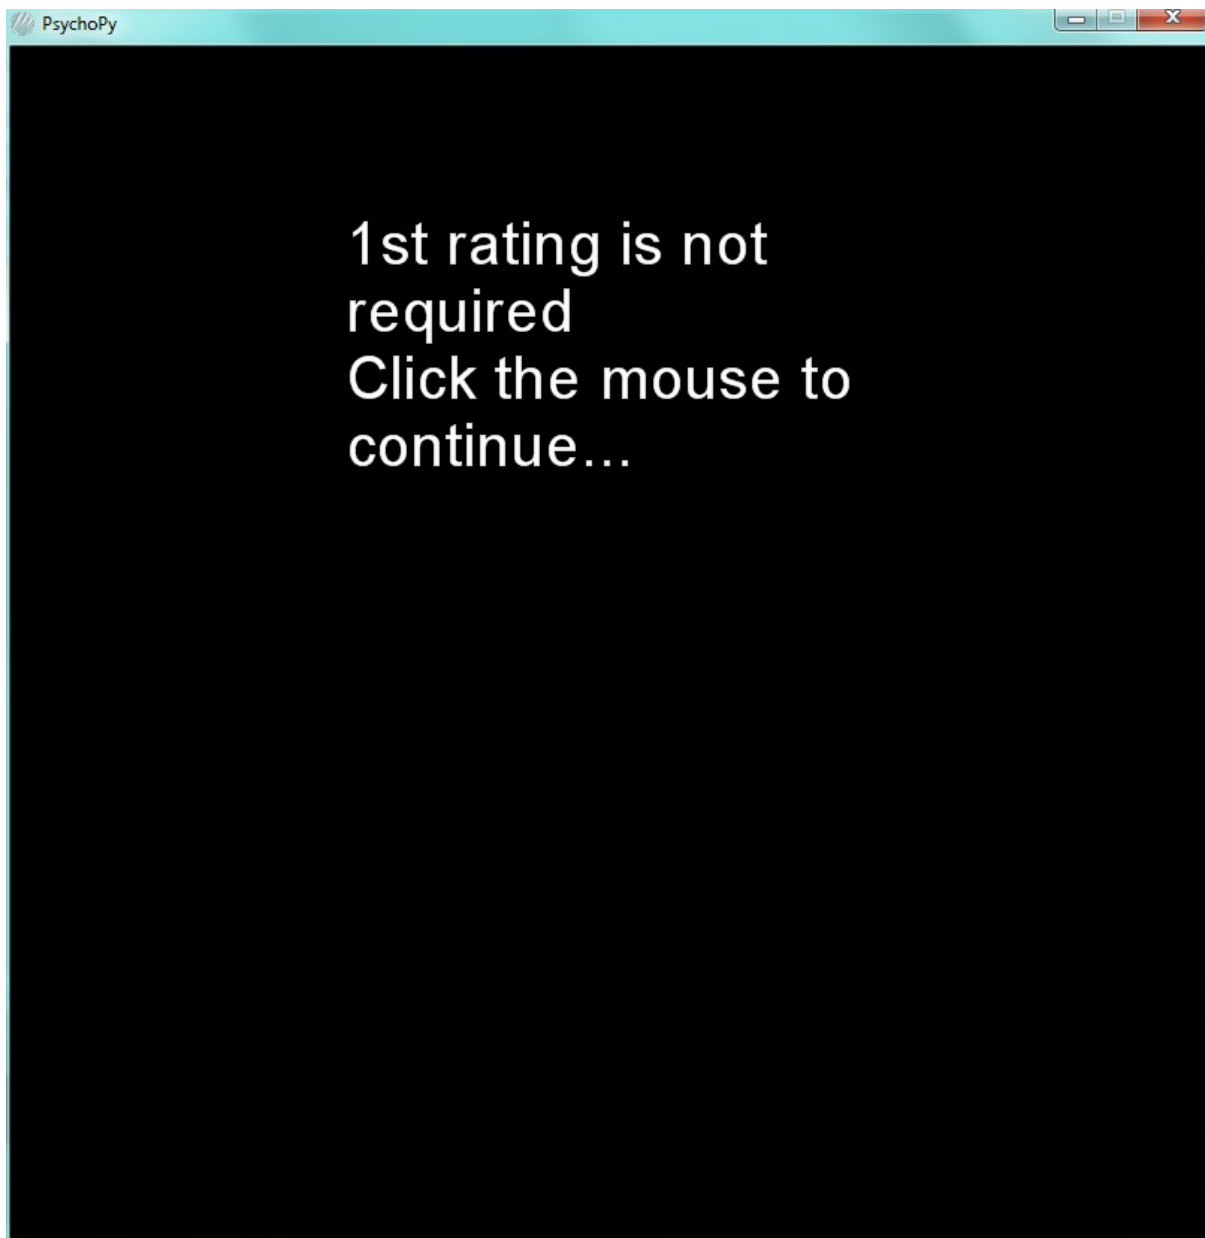 PsychoPy
1st rating is not
required
Click the mouse to
continue...